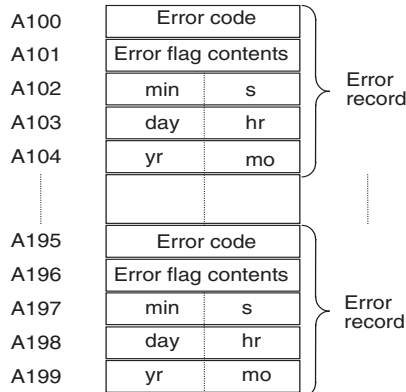 A100 Error code
A101 Error flag contents
A102 min s
A103 day hr
A104 yr mo
Error
record
A195 Error code
A196 Error flag contents
A197 min s
A198 day hr
A199 yr mo
Error
record